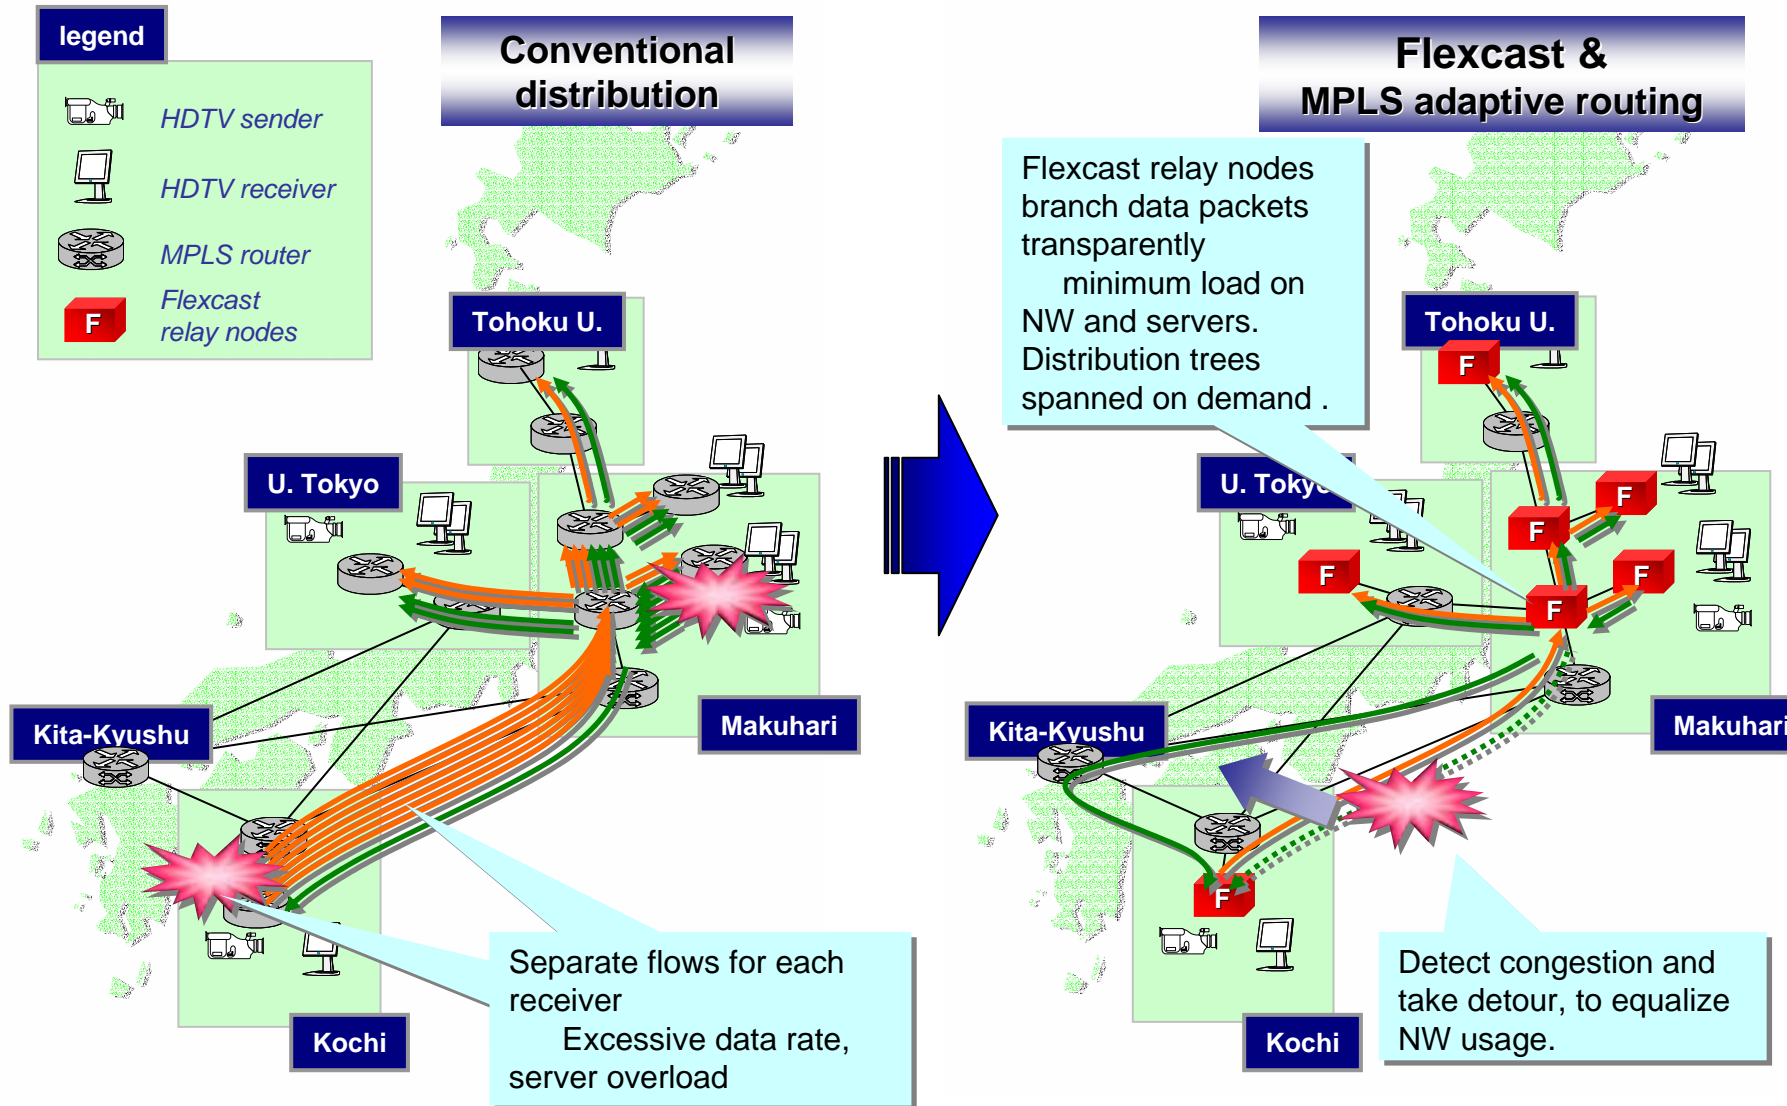 legend
HDTV sender
HDTV receiver
MPLS router
F
Flexcast
relay nodes
Conventional
distribution
Tohoku U.
U. Tokyo
Makuhari
Kita-Kyushu
Kochi
Separate flows for each
receiver
Excessive data rate,
server overload
Flexcast &
MPLS adaptive routing
Flexcast relay nodes
branch data packets
transparently
minimum load on
NW and servers.
Distribution trees
spanned on demand .
Tohoku U.
F
U. Tokyo
F
F
F
F
F
Makuhari
Kita-Kyushu
F
Kochi
Detect congestion and
take detour, to equalize
NW usage.